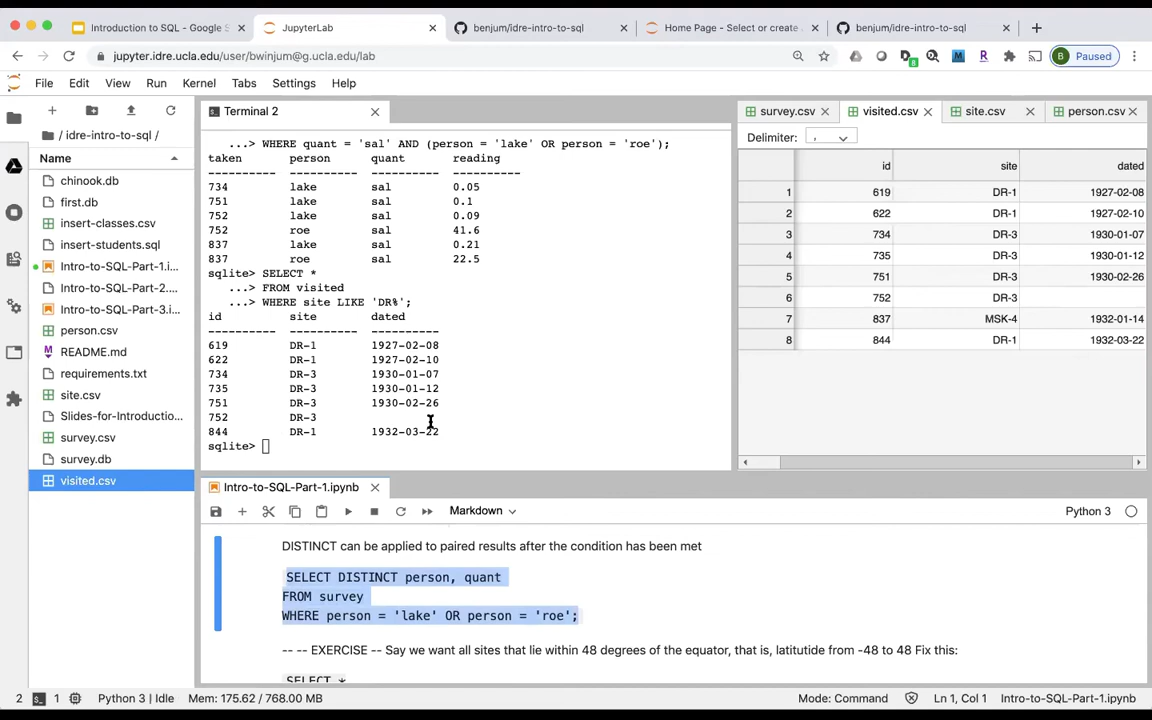 Introduction to SQL - Google S
JupyterLab
benjum/idre-intro-to-sql
Home Page - Select or create
benjum/idre-intro-to-sql
jupyter.idre.ucla.edu/user/bwinjum@g.ucla.edu/lab
8
M
R
B
Paused
File Edit View Run Kernel Tabs Settings Help
/ idre-intro-to-sql /
Name
chinook.db
first.db
insert-classes.csv
insert-students.sql
Intro-to-SQL-Part-1.i...
Intro-to-SQL-Part-2....
Intro-to-SQL-Part-3.i...
person.csv
README.md
requirements.txt
site.csv
Slides-for-Introductio...
survey.csv
survey.db
visited.csv
Terminal 2
...> WHERE quant = 'sal' AND (person = 'lake' OR person = 'roe');
taken person quant reading
---------- ---------- ---------- ----------
734 lake sal 0.05
751 lake sal 0.1
752 lake sal 0.09
752 roe sal 41.6
837 lake sal 0.21
837 roe sal 22.5
sqlite> SELECT *
...> FROM visited
...> WHERE site LIKE 'DR%';
id site dated
---------- ---------- ----------
619 DR-1 1927-02-08
622 DR-1 1927-02-10
734 DR-3 1930-01-07
735 DR-3 1930-01-12
751 DR-3 1930-02-26
752 DR-3
844 DR-1 1932-03-22
sqlite>
survey.csv visited.csv site.csv person.csv
Delimiter: ,
id site dated
1 619 DR-1 1927-02-08
2 622 DR-1 1927-02-10
3 734 DR-3 1930-01-07
4 735 DR-3 1930-01-12
5 751 DR-3 1930-02-26
6 752 DR-3
7 837 MSK-4 1932-01-14
8 844 DR-1 1932-03-22
Intro-to-SQL-Part-1.ipynb
Markdown
Python 3
DISTINCT can be applied to paired results after the condition has been met
SELECT DISTINCT person, quant
FROM survey
WHERE person = 'lake' OR person = 'roe';
-- -- EXERCISE -- Say we want all sites that lie within 48 degrees of the equator, that is, latitutide from -48 to 48 Fix this:
SELECT *
2 1 Python 3 | Idle Mem: 175.62 / 768.00 MB
Mode: Command Ln 1, Col 1 Intro-to-SQL-Part-1.ipynb